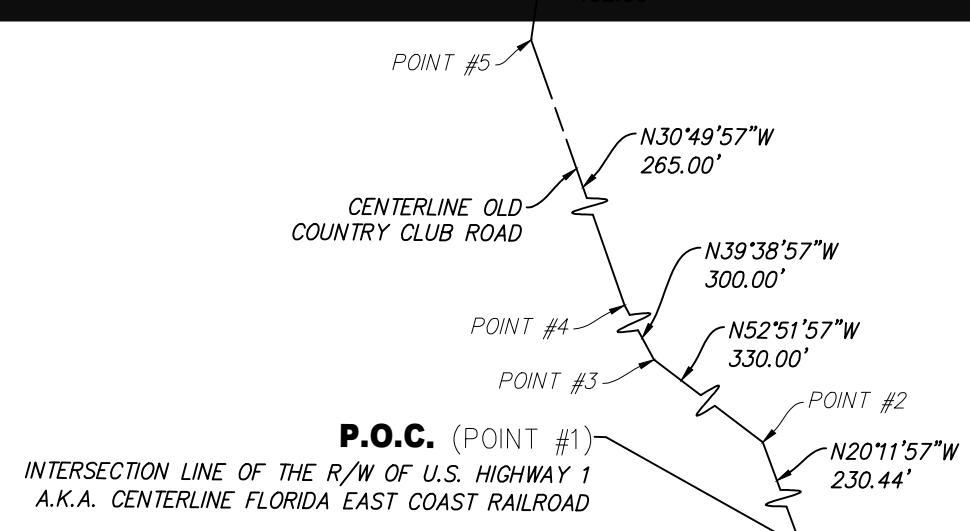 POINT #5
N30°49'57"W
265.00'
CENTERLINE OLD
COUNTRY CLUB ROAD
N39°38'57"W
300.00'
POINT #4
N52°51'57"W
330.00'
POINT #3
POINT #2
P.O.C. (POINT #1)
N20°11'57"W
230.44'
INTERSECTION LINE OF THE R/W OF U.S. HIGHWAY 1
A.K.A. CENTERLINE FLORIDA EAST COAST RAILROAD